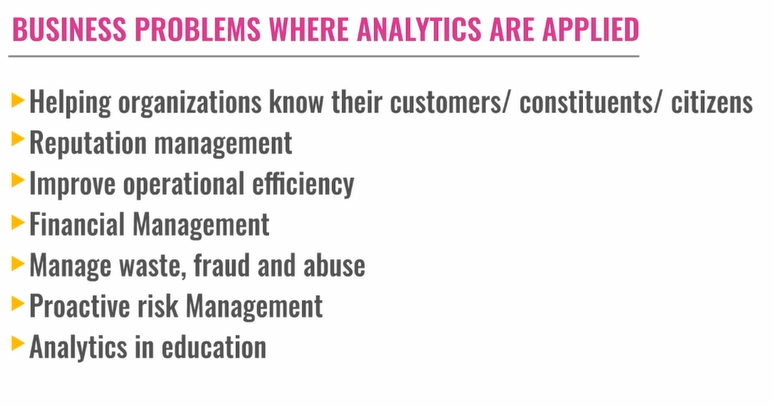 BUSINESS PROBLEMS WHERE ANALYTICS ARE APPLIED
Helping organizations know their customers/ constituents/ citizens
Reputation management
Improve operational efficiency
Financial Management
Manage waste, fraud and abuse
Proactive risk Management
Analytics in education